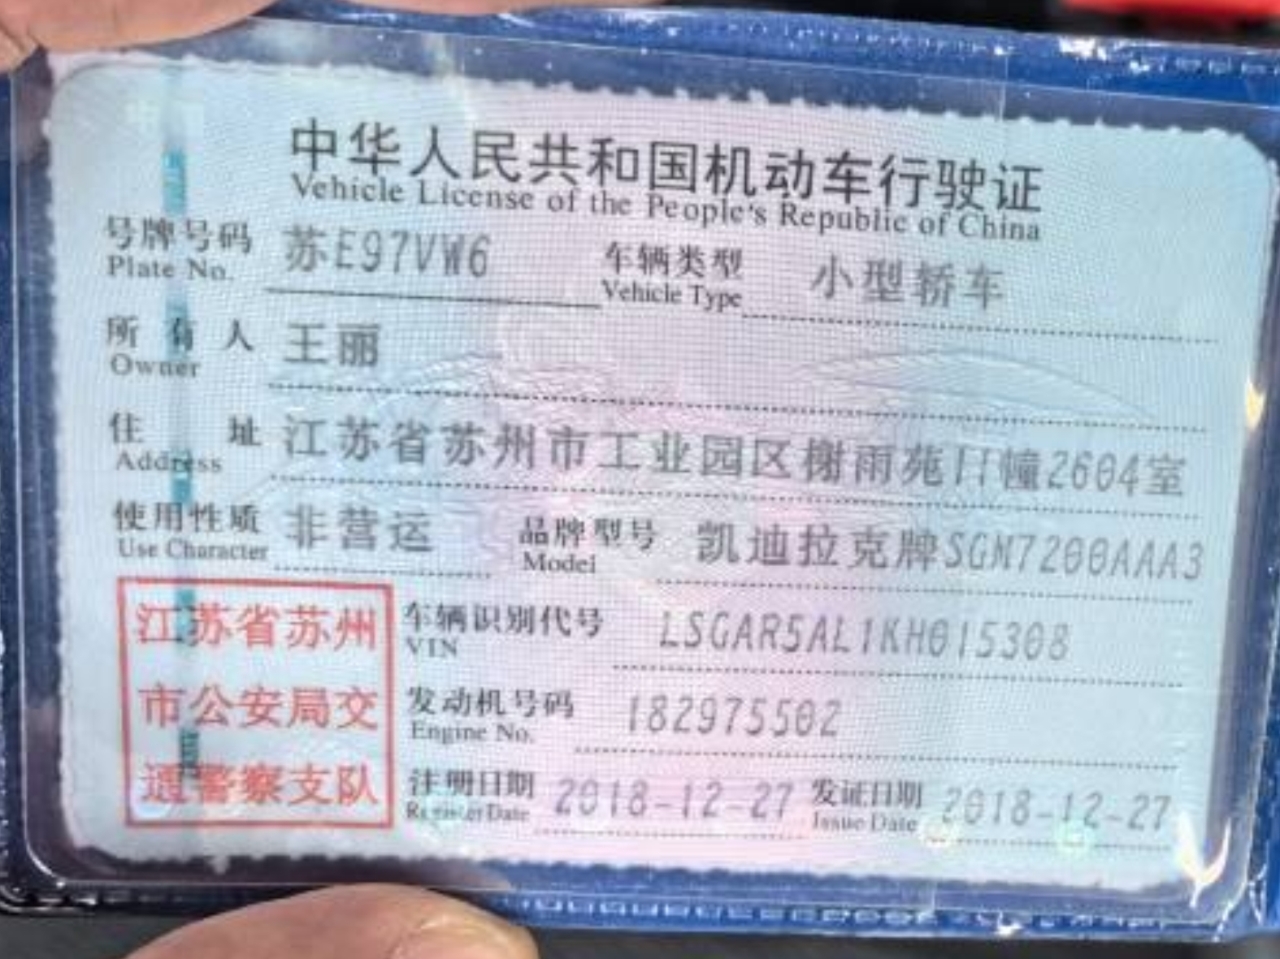 中华人民共和国机动车行驶证
Vehicle License of the People's Republic of China
号牌号码 苏E97VW6 车辆类型 小型轿车
Plate No. Vehicle Type
所有人 王丽
Owner
住址 江苏省苏州市工业园区榭雨苑11幢2604室
Address
使用性质 非营运 品牌型号 凯迪拉克牌SGM7200AAA3
Use Character Model
江苏省苏州
市公安局交
通警察支队
车辆识别代号 LSGAR5AL1KH015308
VIN
发动机号码 182975502
Engine No.
注册日期 2018-12-27 发证日期 2018-12-27
Register Date Issue Date